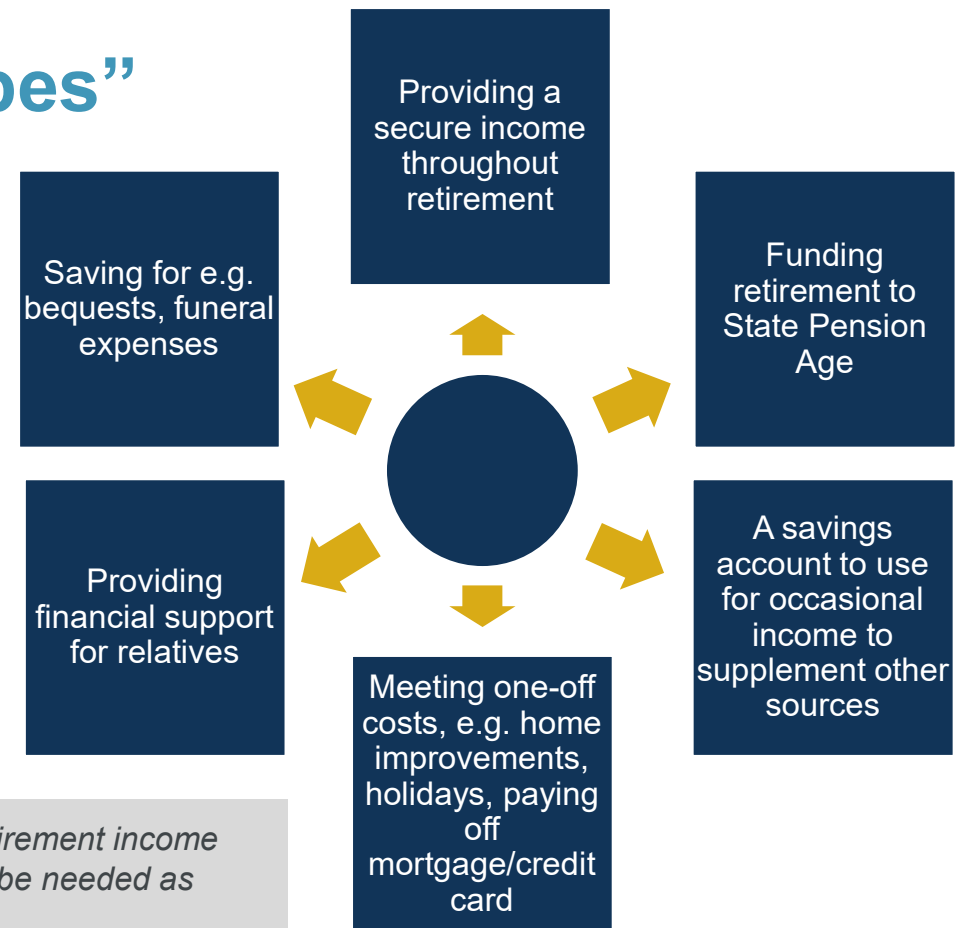 pes”
Providing a
secure income
throughout
retirement
Funding
retirement to
State Pension
Age
A savings
account to use
for occasional
income to
supplement other
sources
Meeting one-off
costs, e.g. home
improvements,
holidays, paying
off
mortgage/credit
card
Providing
financial support
for relatives
Saving for e.g.
bequests, funeral
expenses
irement income
be needed as